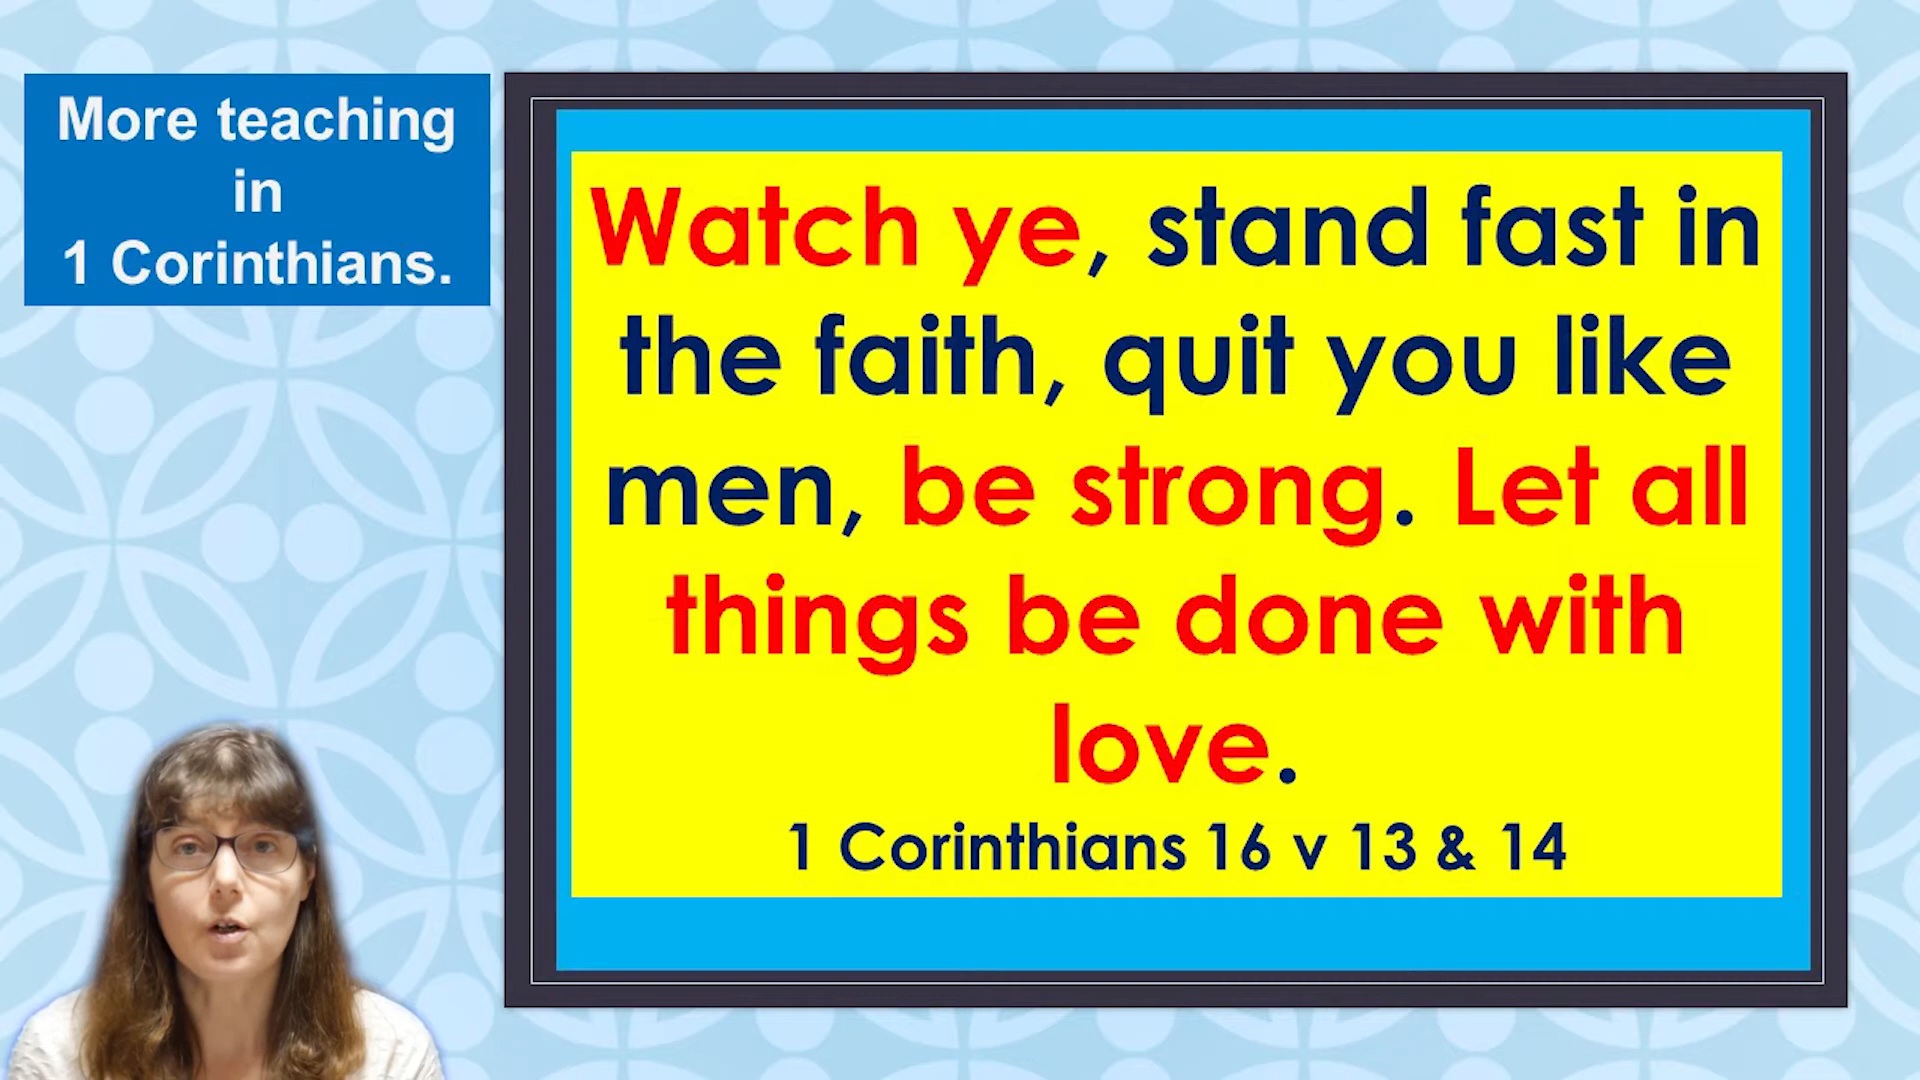 More teaching
in
1 Corinthians.
Watch ye, stand fast in
the faith, quit you like
men, be strong. Let all
things be done with
love.
1 Corinthians 16 v 13 & 14